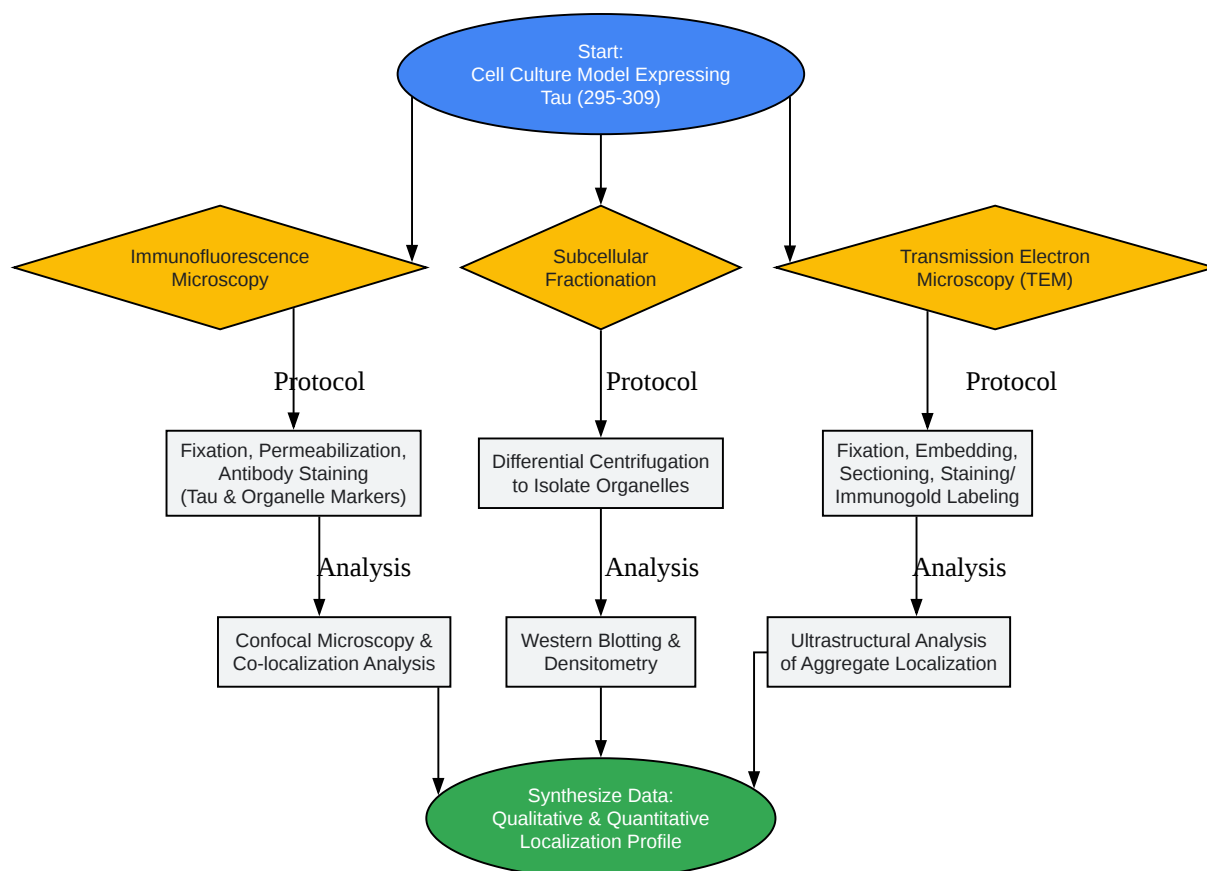 Start:
Cell Culture Model Expressing
Tau (295-309)
Immunofluorescence
Microscopy
Subcellular
Fractionation
Transmission Electron
Microscopy (TEM)
Protocol
Protocol
Protocol
Fixation, Permeabilization,
Antibody Staining
(Tau & Organelle Markers)
Differential Centrifugation
to Isolate Organelles
Fixation, Embedding,
Sectioning, Staining/
Immunogold Labeling
Analysis
Analysis
Analysis
Confocal Microscopy &
Co-localization Analysis
Western Blotting &
Densitometry
Ultrastructural Analysis
of Aggregate Localization
Synthesize Data:
Qualitative & Quantitative
Localization Profile